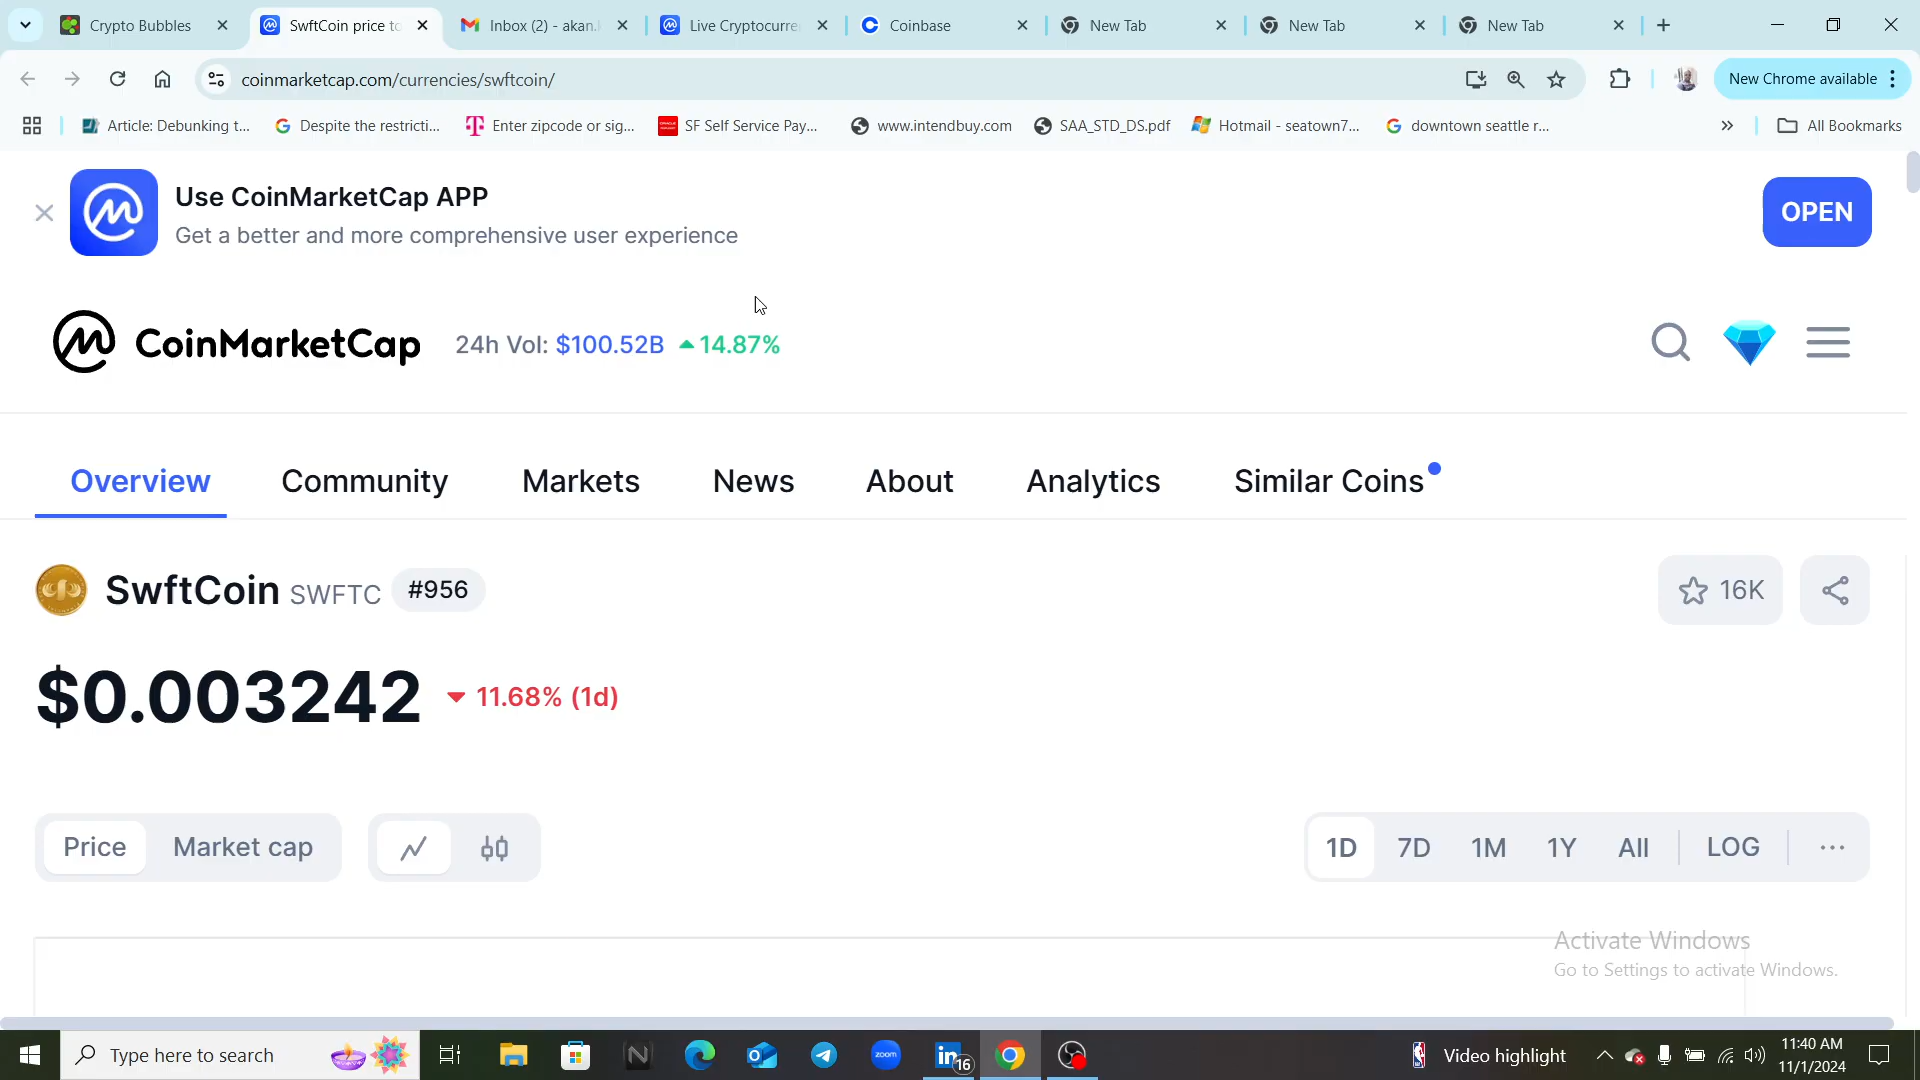 Crypto Bubbles
SwftCoin price to
Inbox (2) - akan.
Live Cryptocurre
Coinbase
New Tab
New Tab
New Tab
coinmarketcap.com/currencies/swftcoin/
New Chrome available
Article: Debunking t...
Despite the restricti...
Enter zipcode or sig...
SF Self Service Pay...
www.intendbuy.com
SAA_STD_DS.pdf
Hotmail - seatown7...
downtown seattle r...
All Bookmarks
Use CoinMarketCap APP
Get a better and more comprehensive user experience
OPEN
CoinMarketCap
24h Vol: $100.52B 14.87%
Overview
Community
Markets
News
About
Analytics
Similar Coins
SwftCoin SWFTC #956
16K
$0.003242 11.68% (1d)
Price
Market cap
1D
7D
1M
1Y
All
LOG
Activate Windows
Go to Settings to activate Windows.
Type here to search
zoom
in
16
Video highlight
11:40 AM
11/1/2024